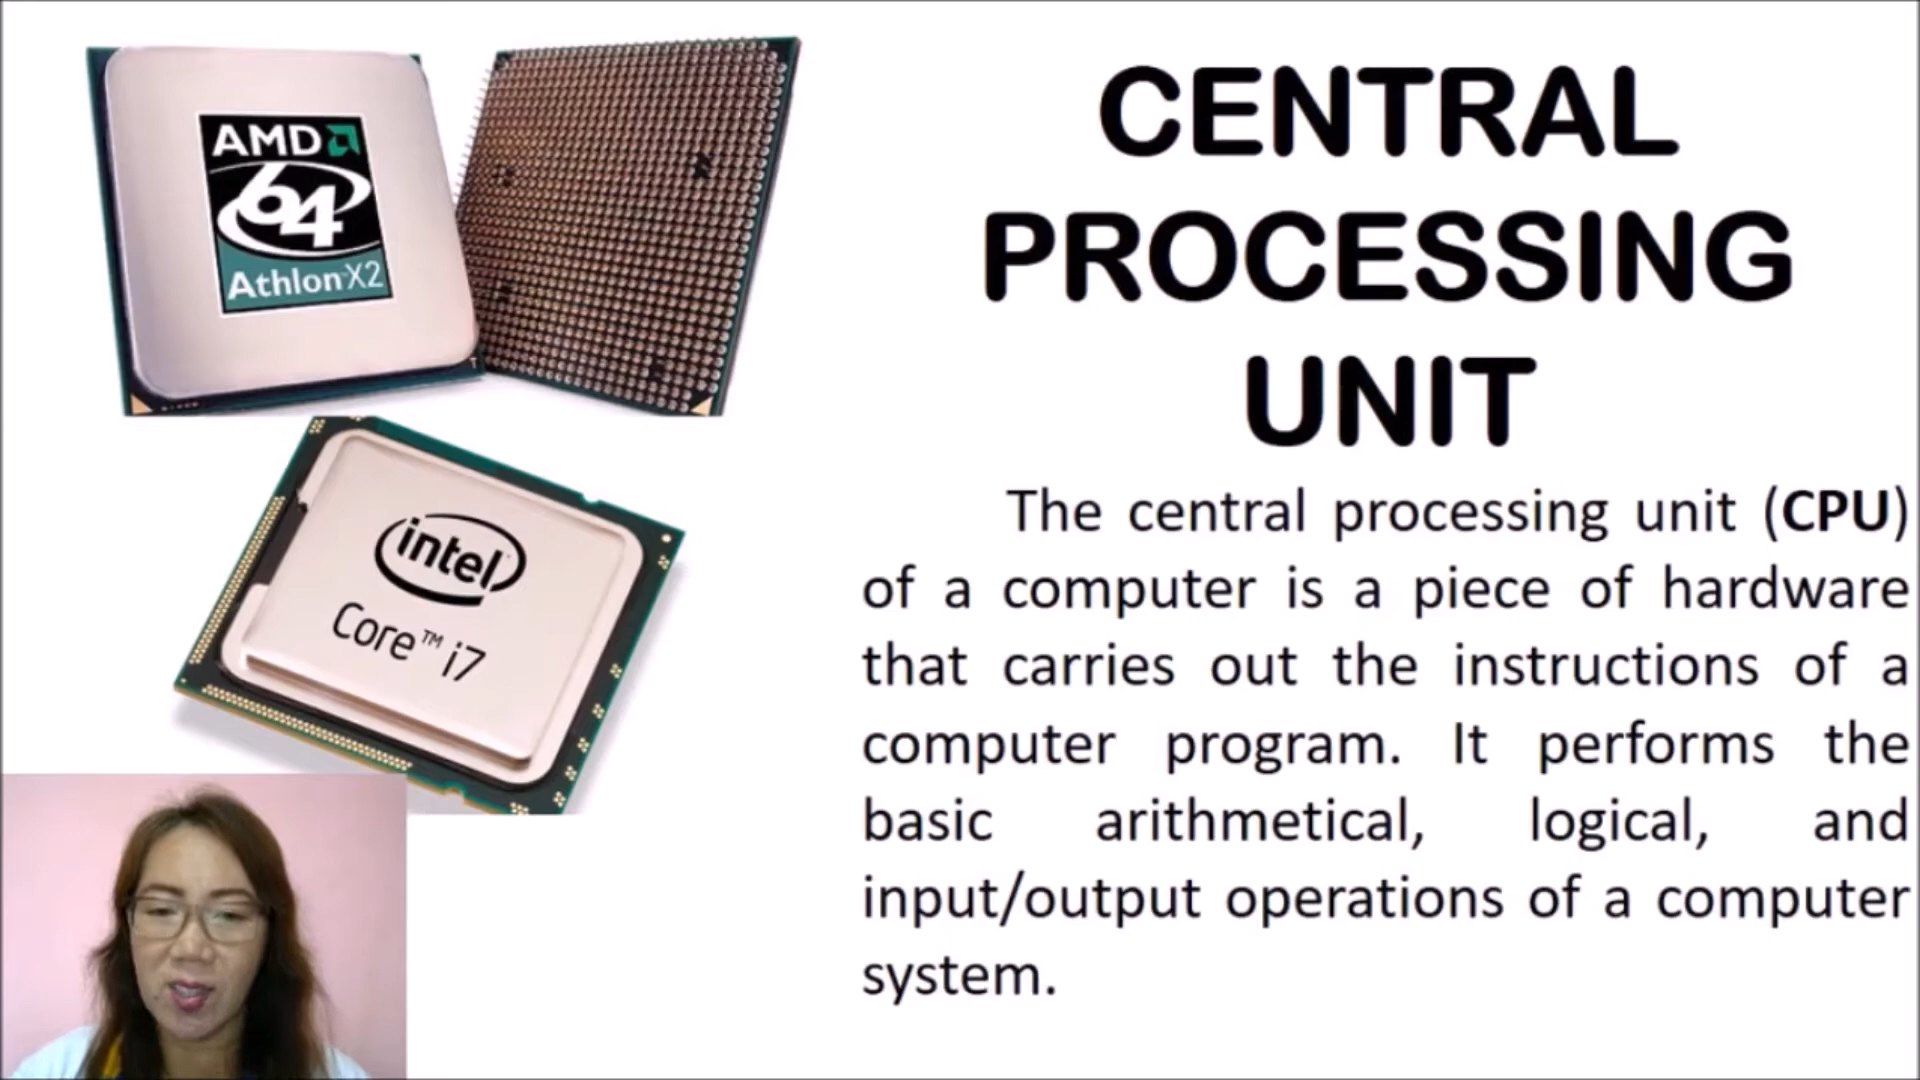 AMD
64
Athlon X2
intel
Core™ i7
CENTRAL
PROCESSING
UNIT
The central processing unit (CPU)
of a computer is a piece of hardware
that carries out the instructions of a
computer program. It performs the
basic arithmetical, logical, and
input/output operations of a computer
system.